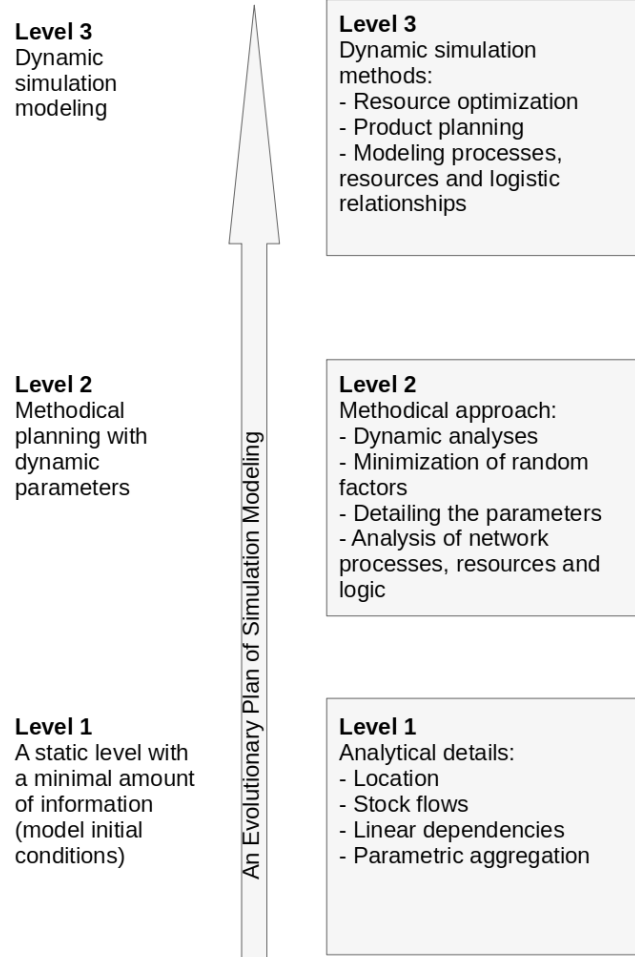 Level 3
Dynamic
simulation
modeling
Level 3
Dynamic simulation
methods:
- Resource optimization
- Product planning
- Modeling processes,
resources and logistic
relationships
Level 2
Methodical
planning with
dynamic
parameters
An Evolutionary Plan of Simulation Modeling
Level 2
Methodical approach:
- Dynamic analyses
- Minimization of random
factors
- Detailing the parameters
- Analysis of network
processes, resources and
logic
Level 1
A static level with
a minimal amount
of information
(model initial
conditions)
Level 1
Analytical details:
- Location
- Stock flows
- Linear dependencies
- Parametric aggregation